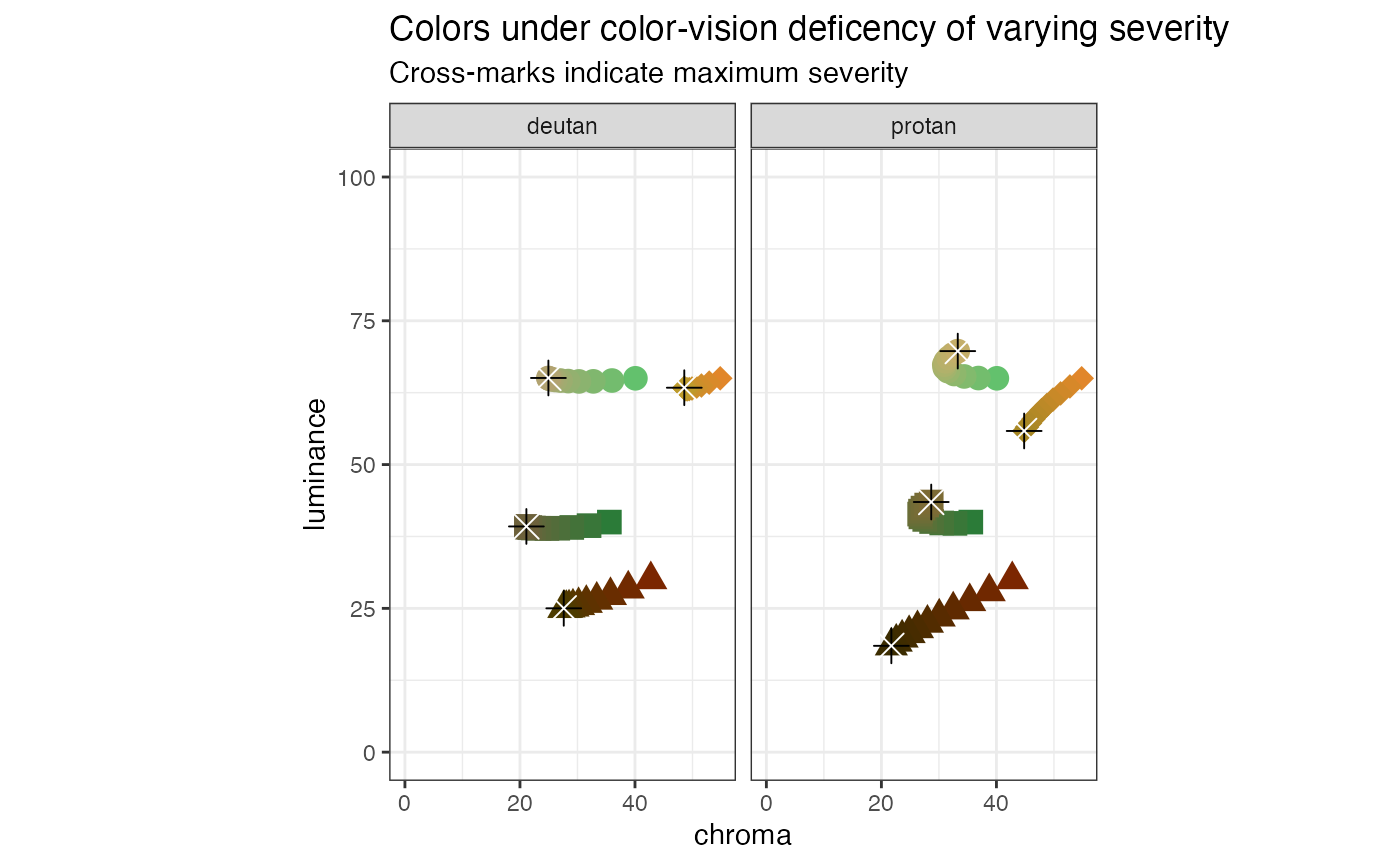 Colors under color-vision deficency of varying severity
Cross-marks indicate maximum severity
deutan
protan
100
75
50
25
0
luminance
0
20
40
0
20
40
chroma